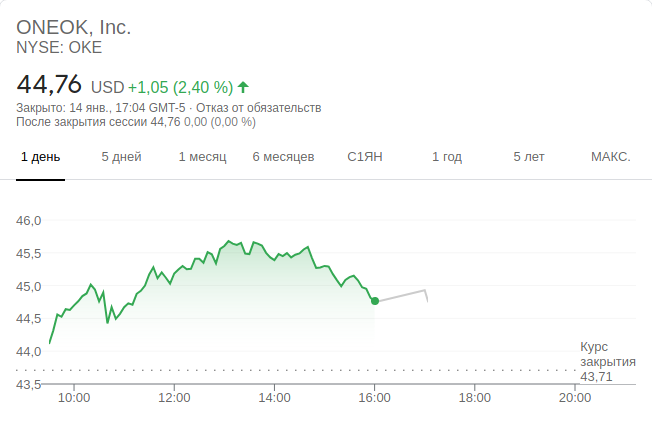 ONEOK, Inc.
NYSE: OKE
44,76 USD +1,05 (2,40 %)
Закрыто: 14 янв., 17:04 GMT-5 · Отказ от обязательств
После закрытия сессии 44,76 0,00 (0,00 %)
1 день 5 дней 1 месяц 6 месяцев С1ЯН 1 год 5 лет МАКС.
46,0
45,5
45,0
44,5
44,0
Курс
закрытия
43,71
43,5
10:00 12:00 14:00 16:00 18:00 20:00